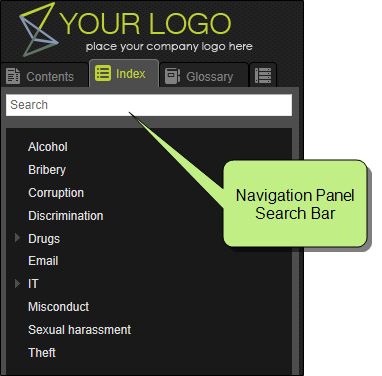 YOUR LOGO
place your company logo here
Contents
Index
Glossary
Search
Alcohol
Bribery
Corruption
Discrimination
Drugs
Email
IT
Misconduct
Sexual harassment
Theft
Navigation Panel
Search Bar